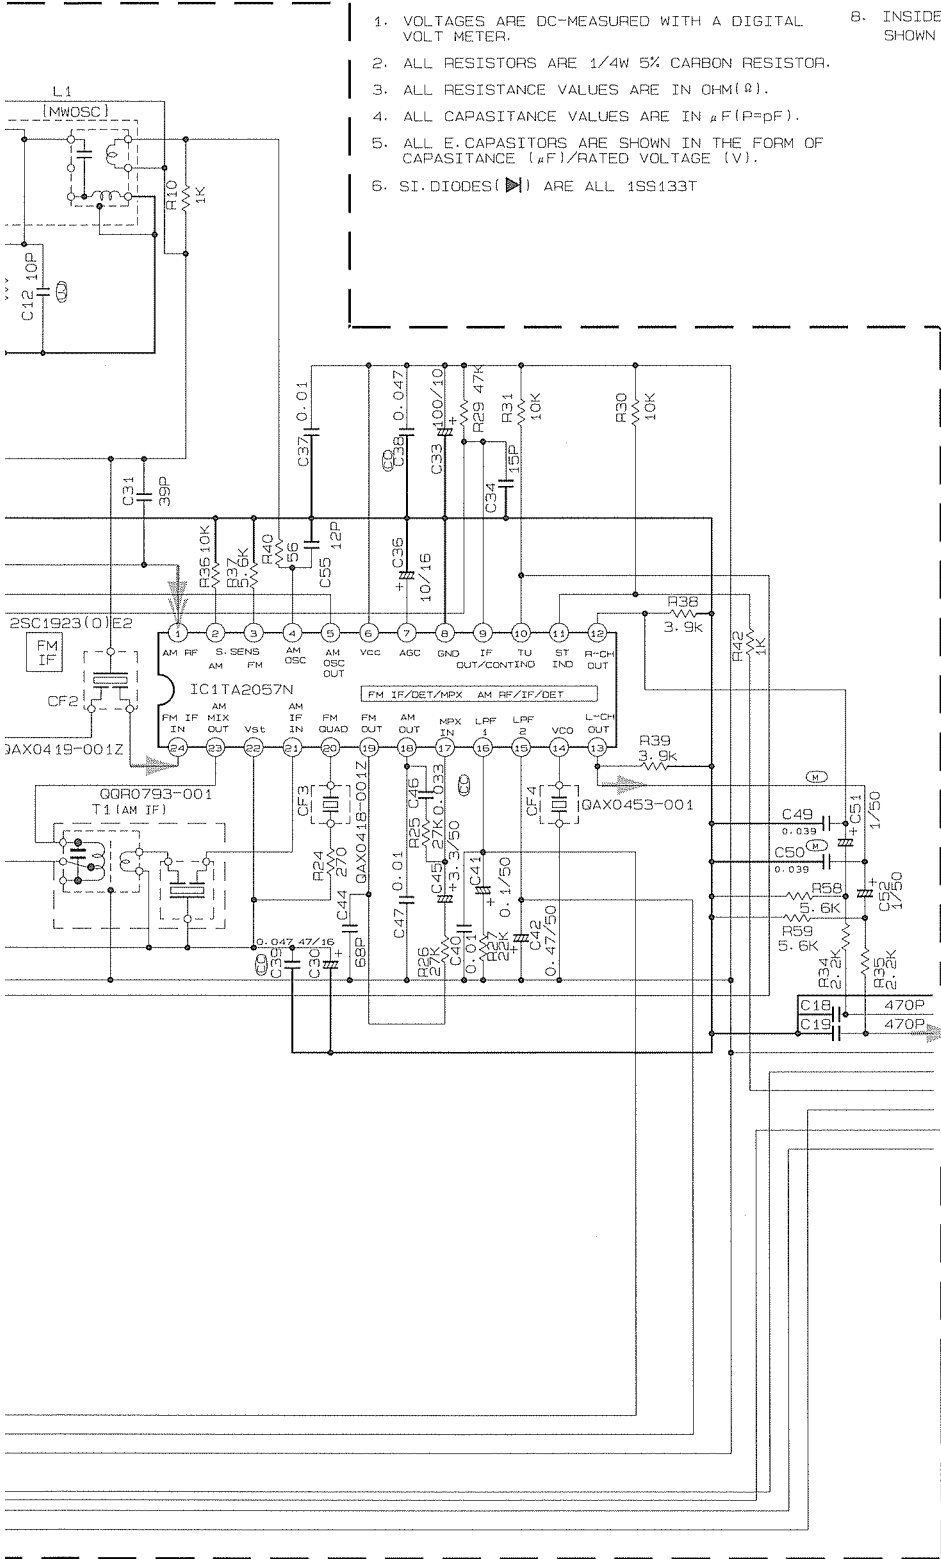 1. VOLTAGES ARE DC-MEASURED WITH A DIGITAL
VOLT METER.
2. ALL RESISTORS ARE 1/4W 5% CARBON RESISTOR.
3. ALL RESISTANCE VALUES ARE IN OHM(Ω).
4. ALL CAPASITANCE VALUES ARE IN μF(P=pF).
5. ALL E.CAPASITORS ARE SHOWN IN THE FORM OF
CAPASITANCE (μF)/RATED VOLTAGE (V).
6. SI.DIODES( ) ARE ALL 1SS133T
8. INSIDE
SHOWN
L1
(MWOSC)
R10
1K
C12 10P
C31
39P
C37 0.01
C38 0.047
C33 100/10
+
R29 47K
C34 15P
R31
10K
R30
10K
R36 10K
R37
5.6K
R40
56
C55
12P
C36
+
10/16
R38
3.9K
R42
1K
2SC1923(O)E2
FM
IF
CF2
QAX0419-001Z
1 2 3 4 5 6 7 8 9 10 11 12
AM RF
S.SENS
AM
FM
AM
OSC
AM
OSC
OUT
Vcc
AGC
GND
IF
OUT/CONT
TU
IND
ST
IND
R-CH
OUT
IC1 TA2057N
FM IF/DET/MPX AM RF/IF/DET
FM IF
IN
AM
MIX
OUT
Vst
AM
IF
IN
FM
QUAD
FM
OUT
AM
OUT
MPX
IN
LPF
1
LPF
2
VCO
L-CH
OUT
24 23 22 21 20 19 18 17 16 15 14 13
R39
3.9K
QQR0793-001
T1(AM IF)
CF3
QAX0418-001Z
R24
270
C44
68P
C47 0.01
C46
0.033
R25
27K
C45
+3.3/50
R26
27K
C40
0.01
C41
+
0.1/50
R27
22K
C42
+
0.47/50
CF4
QAX0453-001
M
C49
0.039
M
C50
0.039
C51
+
1/50
C52
+
1/50
R58
5.6K
R59
5.6K
R34
2.2K
R35
2.2K
0.047
C39
47/16
C30
+
C18 470P
C19 470P